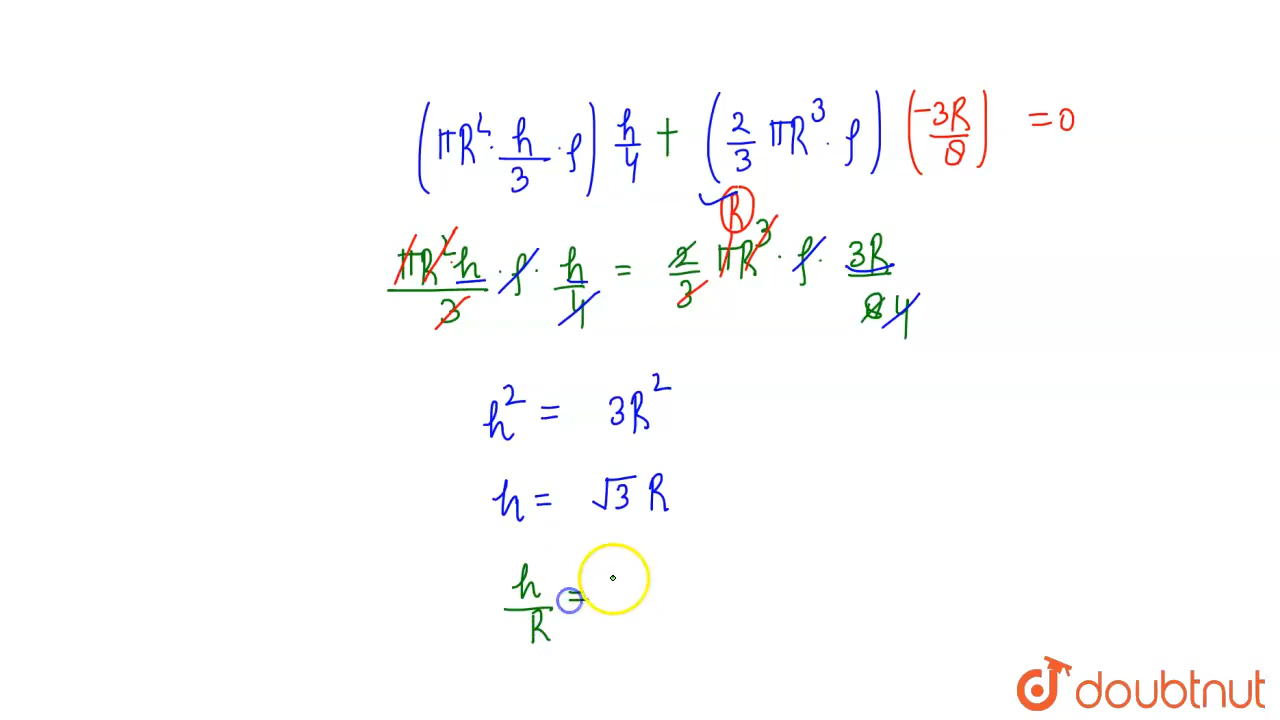 (πR². h/3 . ρ) h/4 + (2/3 πR³ . ρ) (-3R/8) = 0
R
πR².h/3 . ρ . h/4 = 2/3 πR³ . ρ . 3R/8 4
h² = 3R²
h = √3 R
h/R =
doubtnut